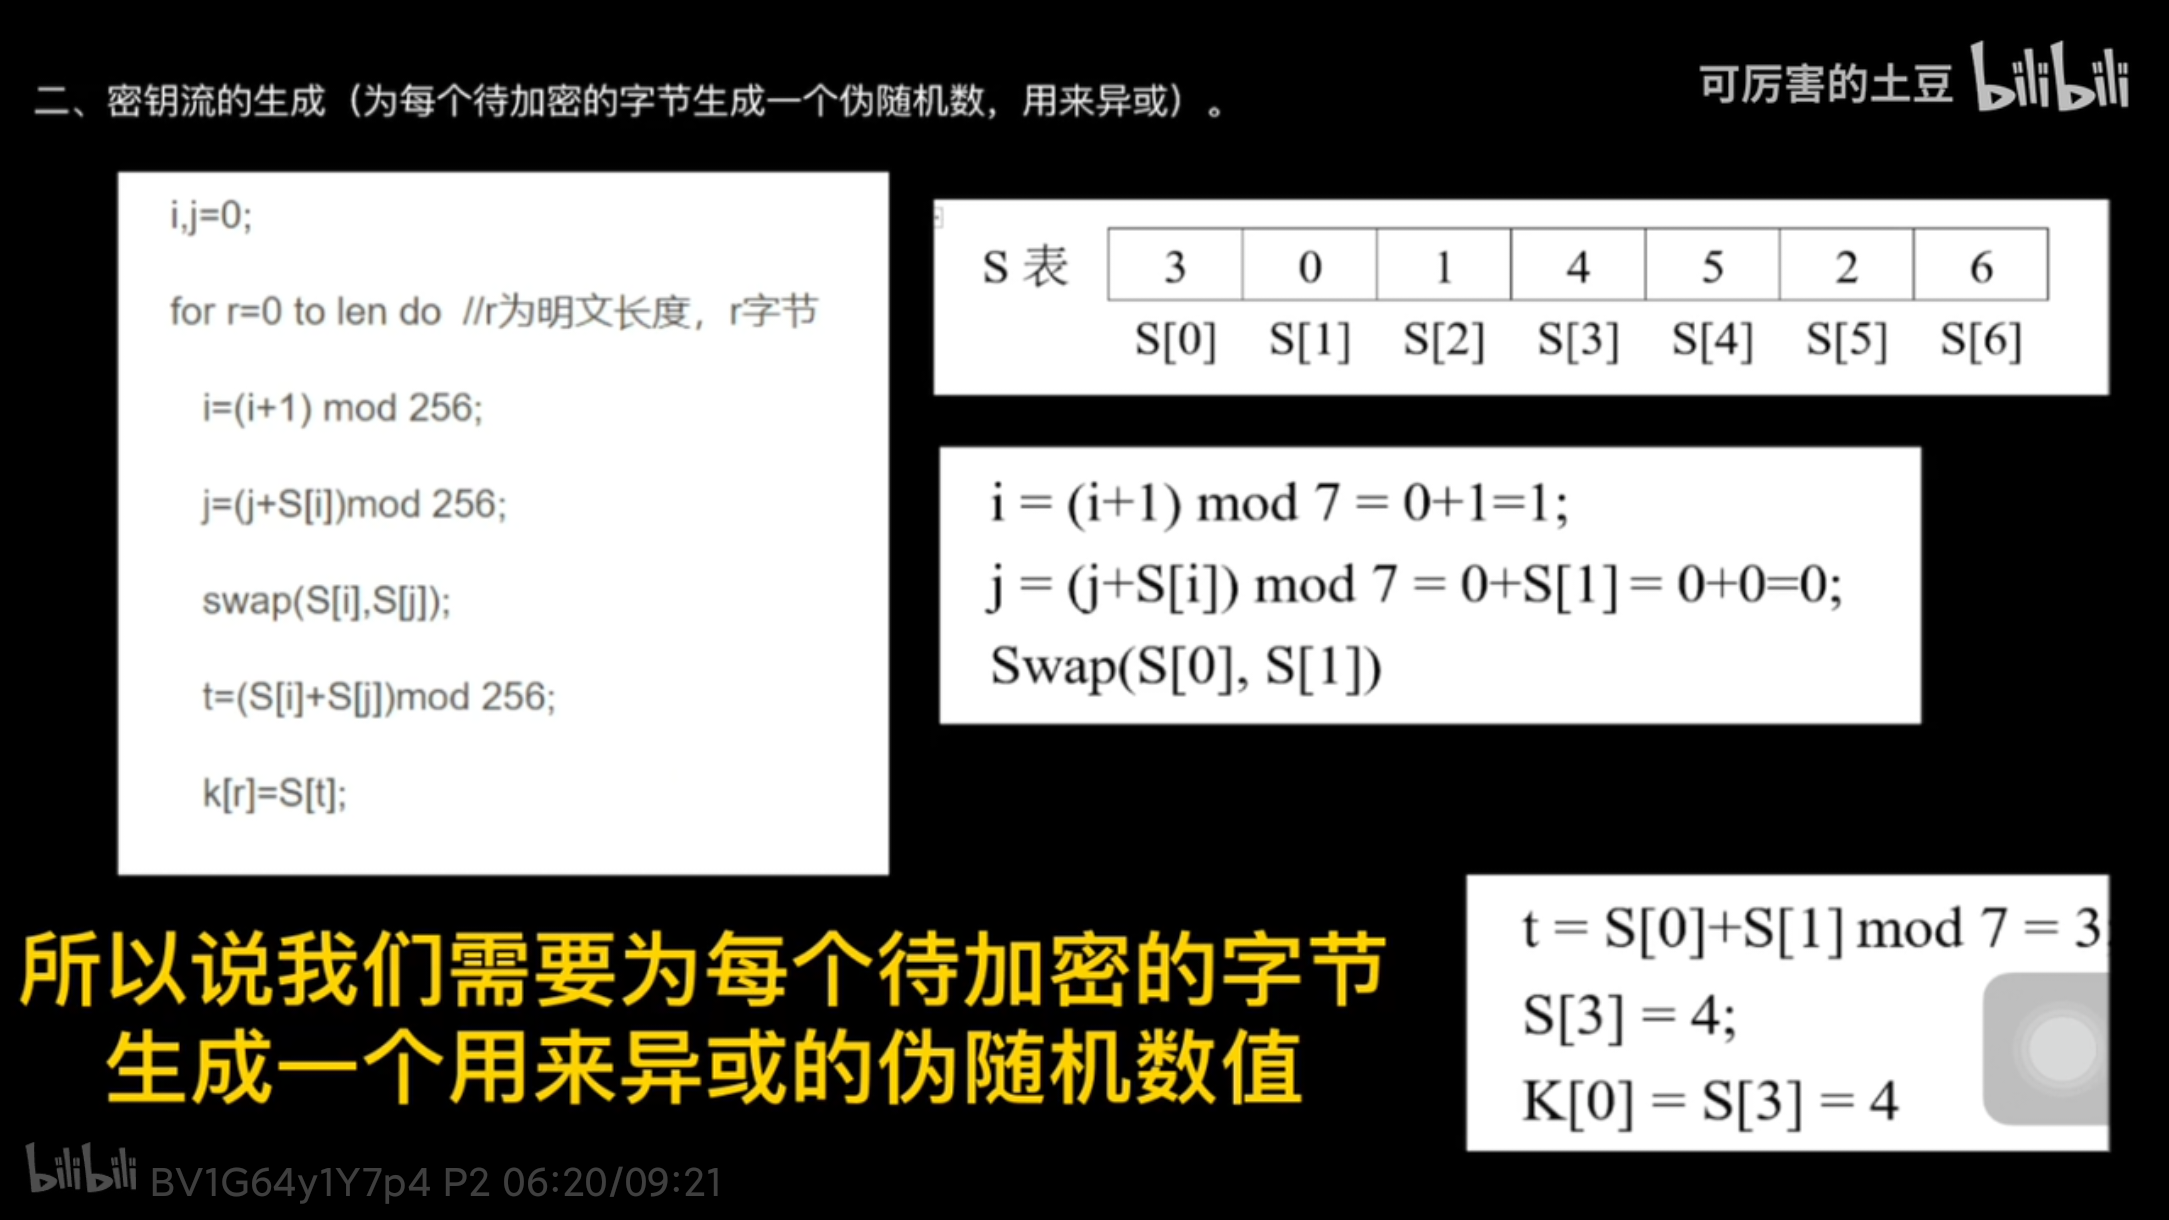 可厉害的土豆 bilibili
二、密钥流的生成（为每个待加密的字节生成一个伪随机数，用来异或）。
i,j=0;
for r=0 to len do //r为明文长度，r字节
i=(i+1) mod 256;
j=(j+S[i])mod 256;
swap(S[i],S[j]);
t=(S[i]+S[j])mod 256;
k[r]=S[t];
S 表 3 0 1 4 5 2 6
S[0] S[1] S[2] S[3] S[4] S[5] S[6]
i = (i+1) mod 7 = 0+1=1;
j = (j+S[i]) mod 7 = 0+S[1] = 0+0=0;
Swap(S[0], S[1])
t = S[0]+S[1] mod 7 = 3;
S[3] = 4;
K[0] = S[3] = 4
所以说我们需要为每个待加密的字节
生成一个用来异或的伪随机数值
bilibili BV1G64y1Y7p4 P2 06:20/09:21